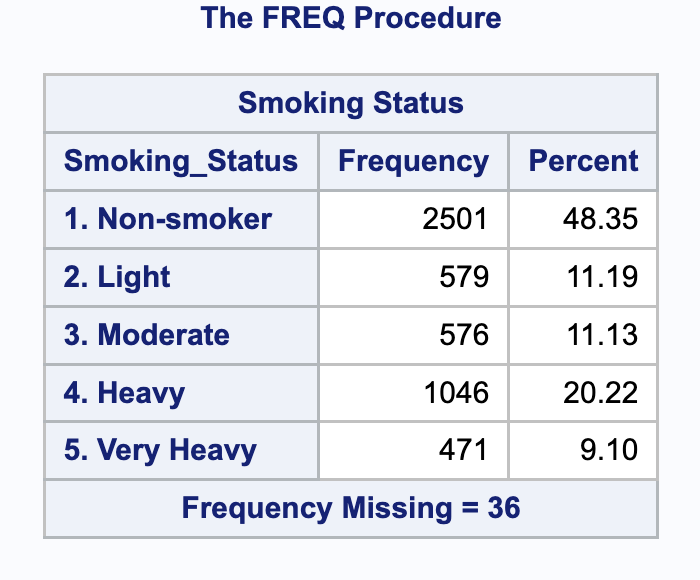 The FREQ Procedure
Smoking Status
Smoking_Status Frequency Percent
1. Non-smoker 2501 48.35
2. Light 579 11.19
3. Moderate 576 11.13
4. Heavy 1046 20.22
5. Very Heavy 471 9.10
Frequency Missing = 36